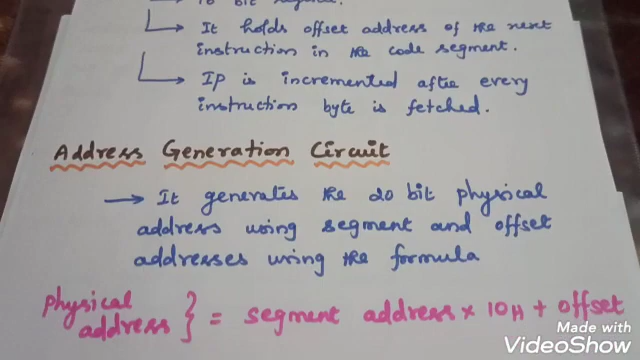 16 bit
It holds offset address of the next
instruction in the code segment.
IP is incremented after every
instruction byte is fetched.
Address Generation Circuit
It generates the 20 bit physical
address using segment and offset
addresses using the formula
physical
address } = segment address × 10H + offset
Made with
VideoShow